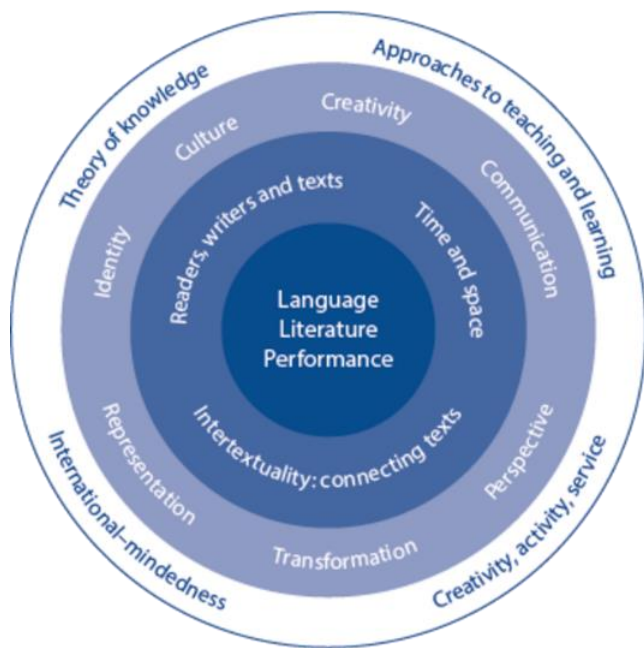 Theory of knowledge
Approaches to teaching and learning
International–mindedness
Creativity, activity, service
Identity
Culture
Creativity
Communication
Perspective
Transformation
Representation
Readers, writers and texts
Time and space
Intertextuality: connecting texts
Language
Literature
Performance